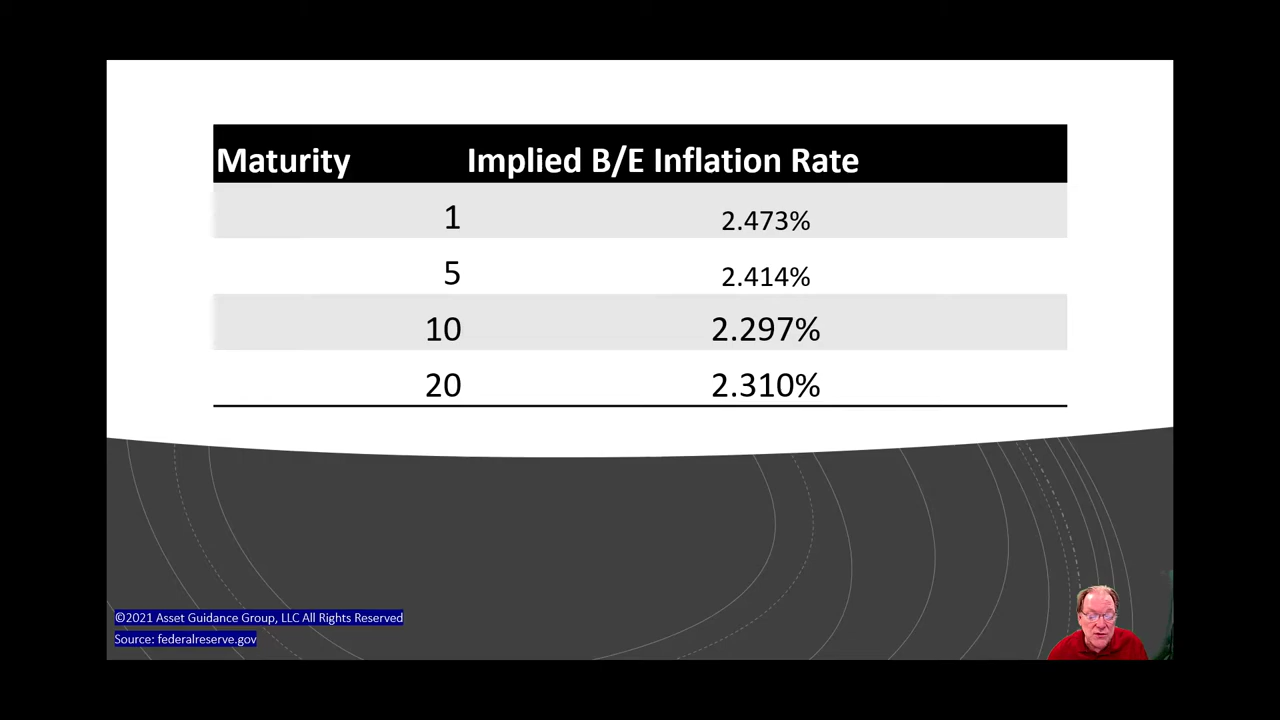 Maturity Implied B/E Inflation Rate
1 2.473%
5 2.414%
10 2.297%
20 2.310%
©2021 Asset Guidance Group, LLC All Rights Reserved
Source: federalreserve.gov